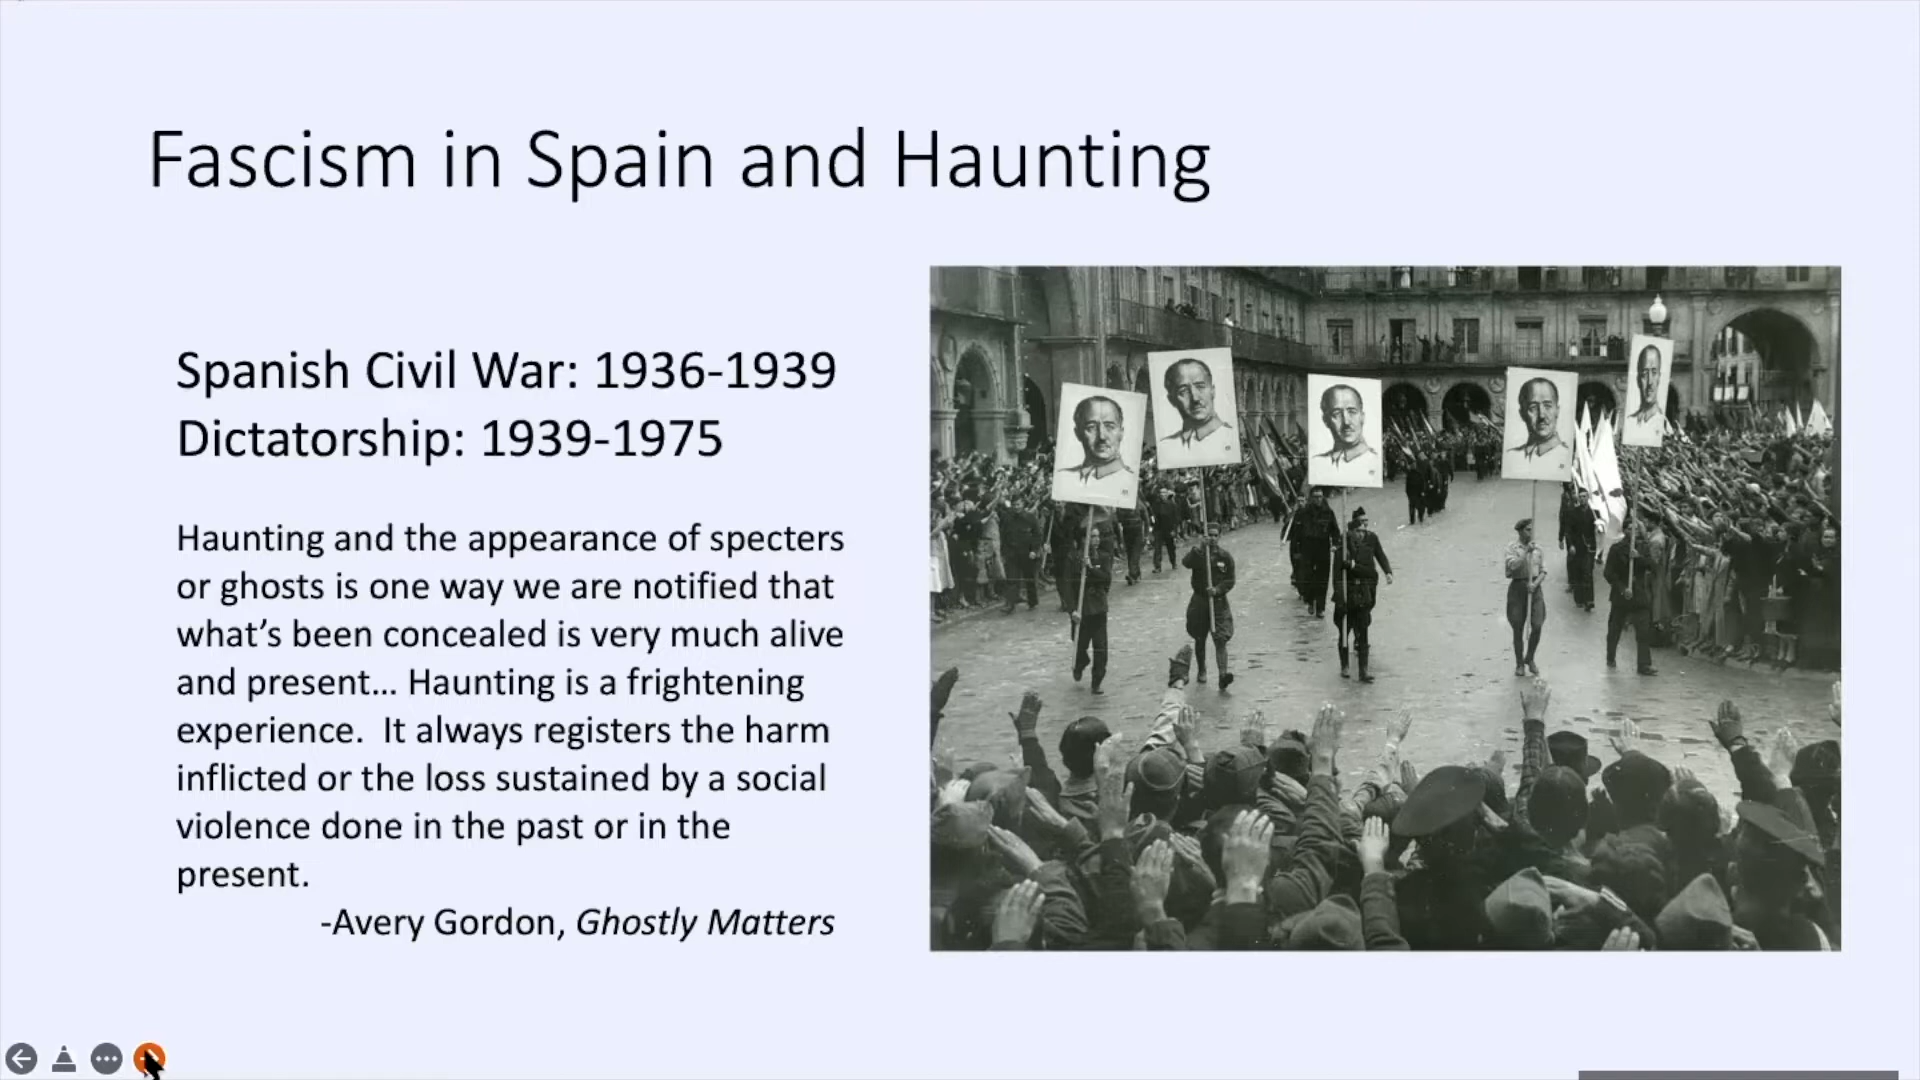 Fascism in Spain and Haunting
Spanish Civil War: 1936-1939
Dictatorship: 1939-1975
Haunting and the appearance of specters
or ghosts is one way we are notified that
what’s been concealed is very much alive
and present... Haunting is a frightening
experience.  It always registers the harm
inflicted or the loss sustained by a social
violence done in the past or in the
present.
-Avery Gordon, Ghostly Matters